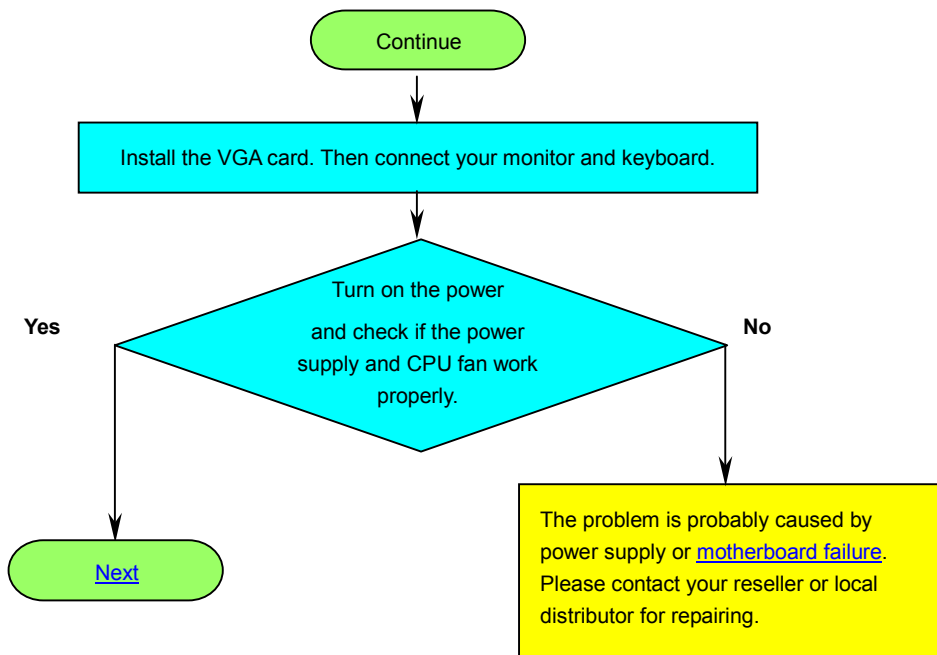 Continue
Install the VGA card. Then connect your monitor and keyboard.
Turn on the power
and check if the power
supply and CPU fan work
properly.
Yes
No
Next
The problem is probably caused by
power supply or motherboard failure.
Please contact your reseller or local
distributor for repairing.